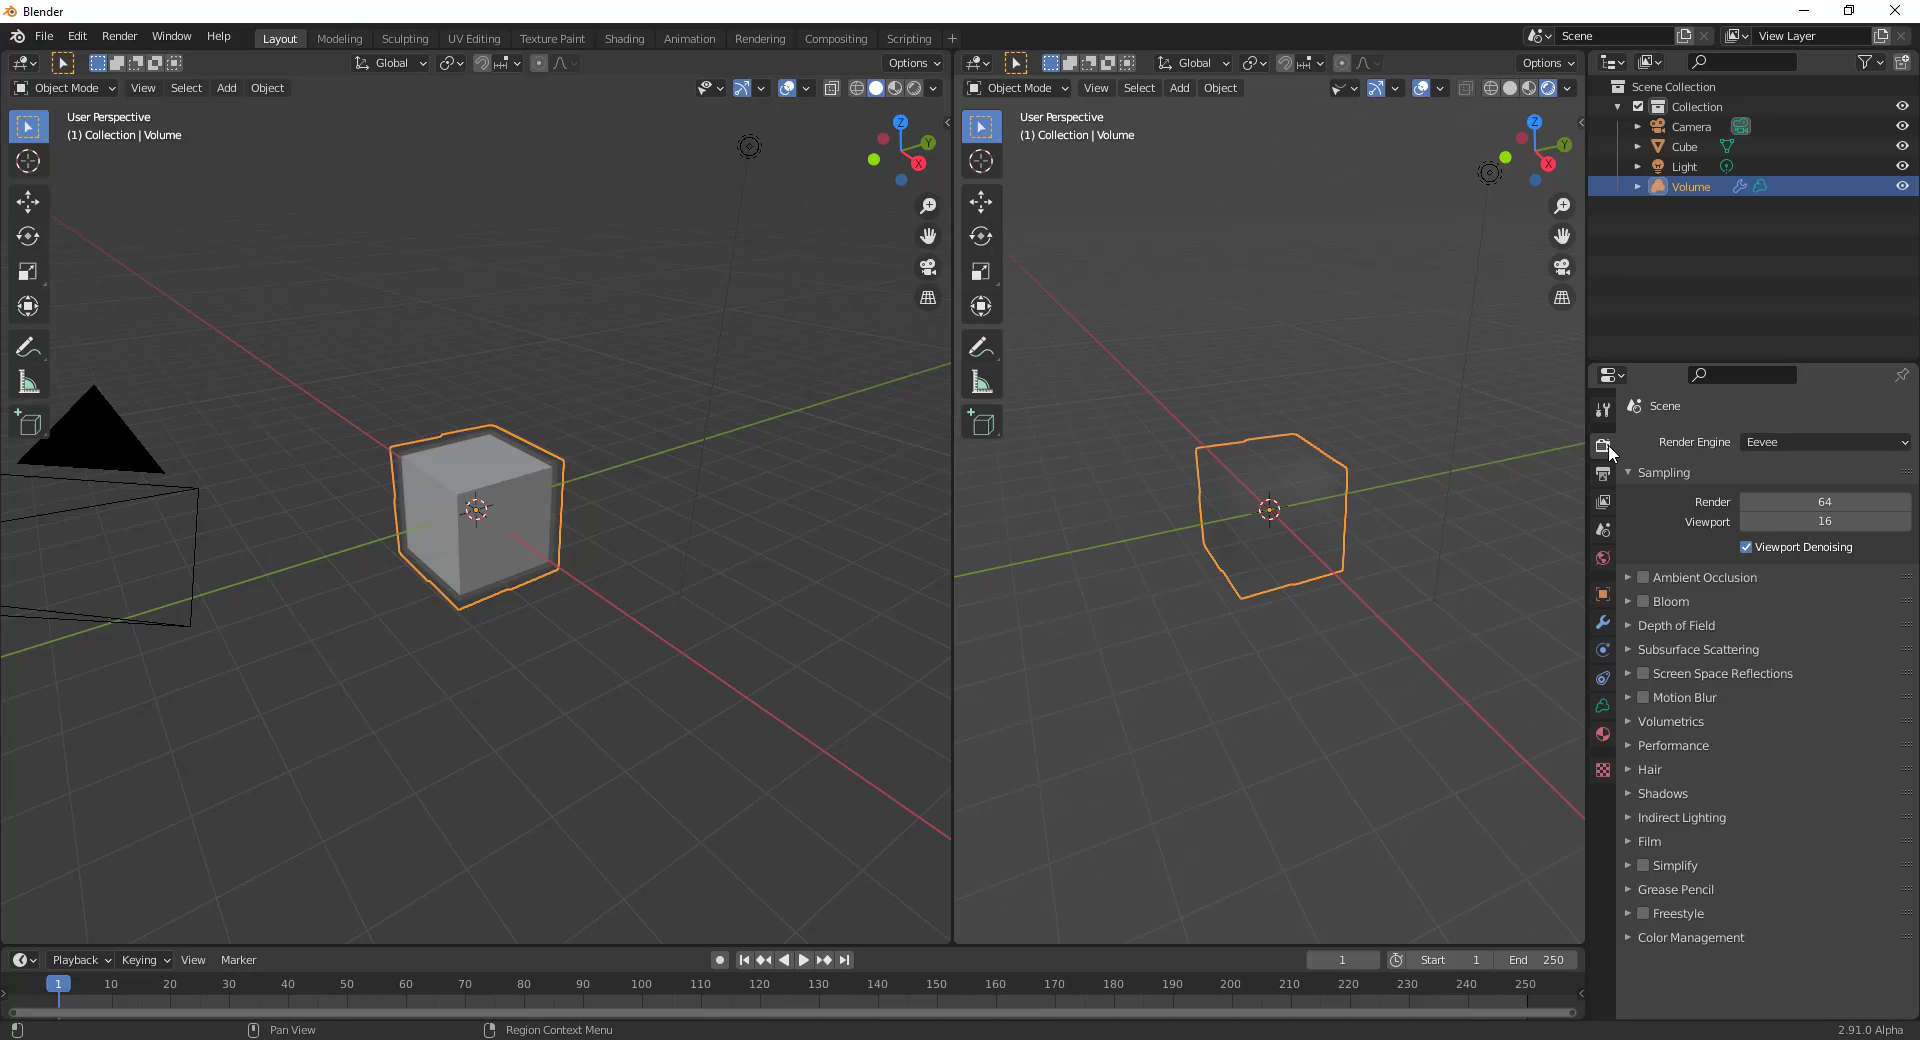 Blender
File Edit Render Window Help Layout Modeling Sculpting UV Editing Texture Paint Shading Animation Rendering Compositing Scripting + Scene View Layer
Global Options Global Options
Object Mode View Select Add Object Object Mode View Select Add Object
User Perspective
(1) Collection | Volume
Z
Y
X
User Perspective
(1) Collection | Volume
Z
Y
X
Scene Collection
Collection
Camera
Cube
Light
Volume
Scene
Render Engine Eevee
Sampling
Render 64
Viewport 16
Viewport Denoising
Ambient Occlusion
Bloom
Depth of Field
Subsurface Scattering
Screen Space Reflections
Motion Blur
Volumetrics
Performance
Hair
Shadows
Indirect Lighting
Film
Simplify
Grease Pencil
Freestyle
Color Management
Playback Keying View Marker 1 Start 1 End 250
1 10 20 30 40 50 60 70 80 90 100 110 120 130 140 150 160 170 180 190 200 210 220 230 240 250
Pan View Region Context Menu 2.91.0 Alpha